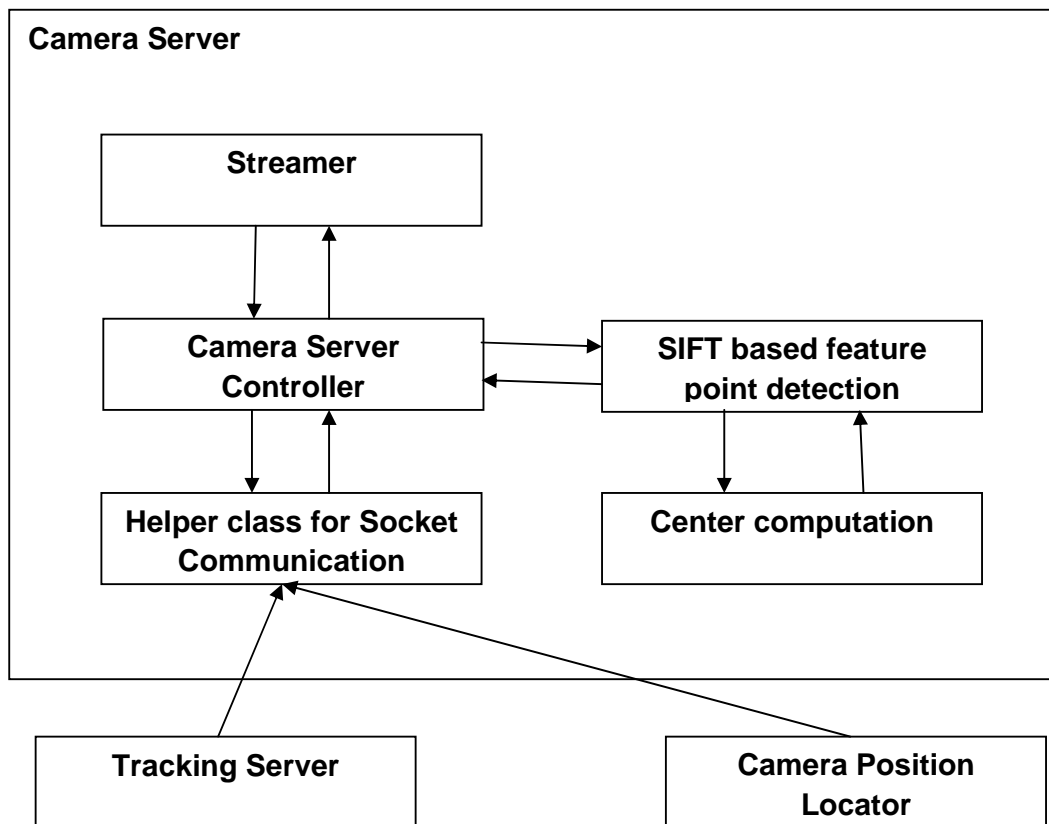 Camera Server
Streamer
Camera Server
Controller
SIFT based feature
point detection
Helper class for Socket
Communication
Center computation
Tracking Server
Camera Position
Locator